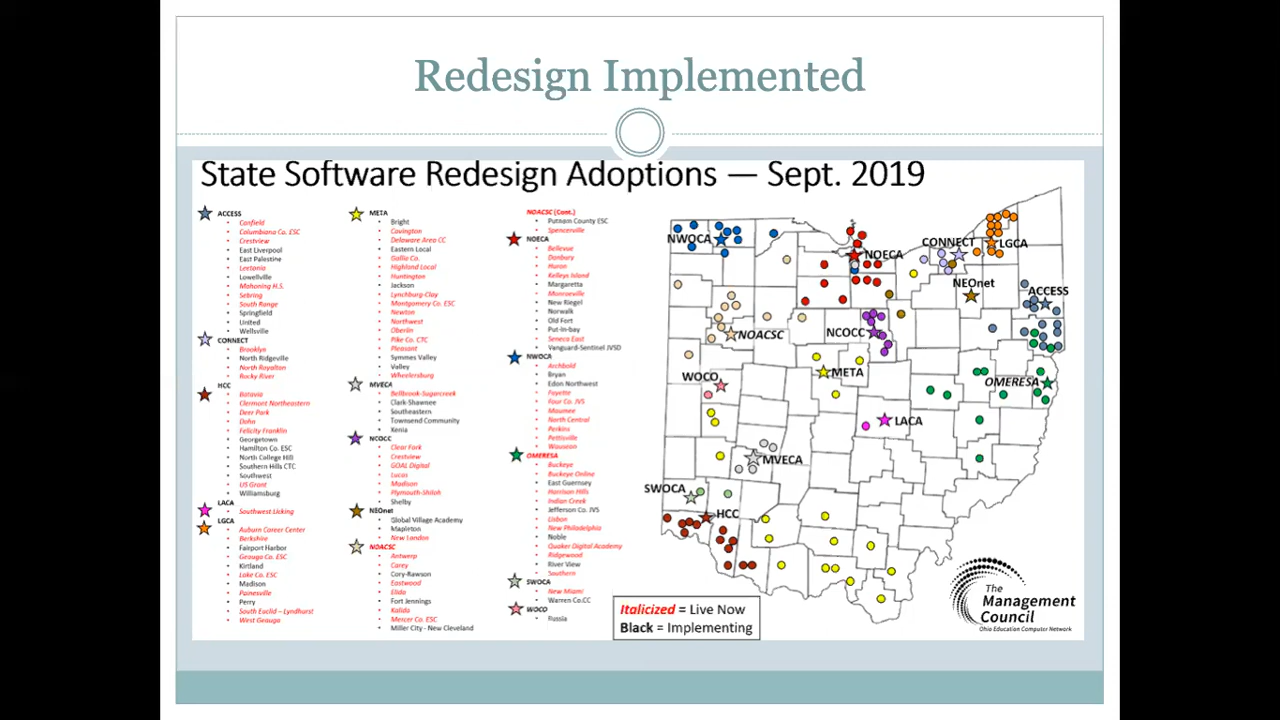 Redesign Implemented
State Software Redesign Adoptions — Sept. 2019
ACCESS
Canfield
Columbiana Co. ESC
Crestview
East Liverpool
East Palestine
Leetonia
Lowellville
Mahoning H.S.
Sebring
South Range
Springfield
United
Wellsville
CONNECT
Brooklyn
North Ridgeville
North Royalton
Rocky River
HCC
Batavia
Clermont Northeastern
Deer Park
Dohn
Felicity Franklin
Georgetown
Hamilton Co. ESC
North College Hill
Southern Hills CTC
Southwest
US Grant
Williamsburg
LACA
Southwest Licking
LGCA
Auburn Career Center
Berkshire
Fairport Harbor
Geauga Co. ESC
Kirtland
Lake Co. ESC
Madison
Painesville
Perry
South Euclid – Lyndhurst
West Geauga
META
Bright
Covington
Delaware Area CC
Eastern Local
Gallia Co.
Highland Local
Huntington
Jackson
Lynchburg-Clay
Montgomery Co. ESC
Newton
Northwest
Oberlin
Pike Co. CTC
Pleasant
Symmes Valley
Valley
Wheelersburg
MVECA
Bellbrook-Sugarcreek
Clark-Shawnee
Southeastern
Townsend Community
Xenia
NCOCC
Clear Fork
Crestview
GOAL Digital
Lucas
Madison
Plymouth-Shiloh
Shelby
NEOnet
Global Village Academy
Mapleton
New London
NOACSC
Antwerp
Carey
Cory-Rawson
Eastwood
Elida
Fort Jennings
Kalida
Mercer Co. ESC
Miller City - New Cleveland
NOACSC (Cont.)
Putnam County ESC
Spencerville
NOECA
Bellevue
Danbury
Huron
Kelleys Island
Margaretta
Monroeville
New Riegel
Norwalk
Old Fort
Put-in-bay
Seneca East
Vanguard-Sentinel JVSD
NWOCA
Archbold
Bryan
Edon Northwest
Fayette
Four Co. JVS
Maumee
North Central
Perkins
Pettisville
Wauseon
OMERESA
Buckeye
Buckeye Online
East Guernsey
Harrison Hills
Indian Creek
Jefferson Co. JVS
Lisbon
New Philadelphia
Noble
Quaker Digital Academy
Ridgewood
River View
Southern
SWOCA
New Miami
Warren Co.CC
WOCO
Russia
NWOCA
NOECA
CONNECT
LGCA
NEOnet
ACCESS
NOACSC
NCOCC
WOCO
META
OMERESA
LACA
MVECA
SWOCA
HCC
Italicized = Live Now
Black = Implementing
The
Management
Council
Ohio Education Computer Network